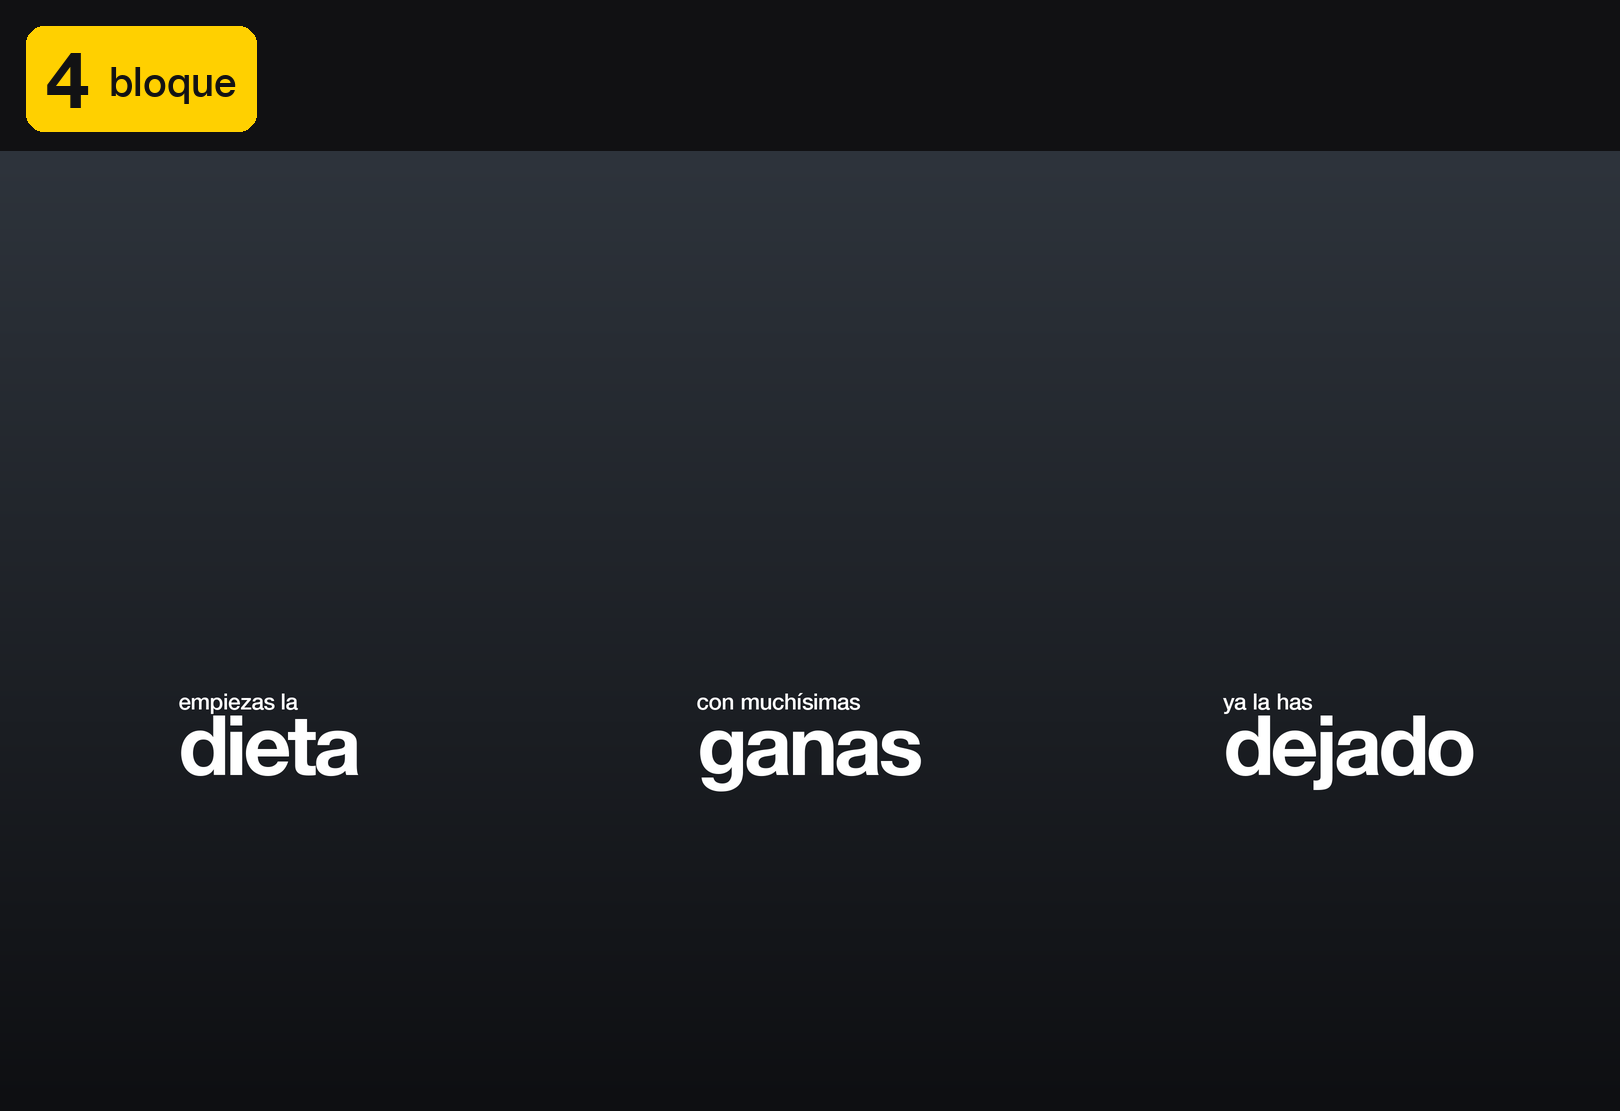 4 bloque
empiezas la
dieta
con muchísimas
ganas
ya la has
dejado